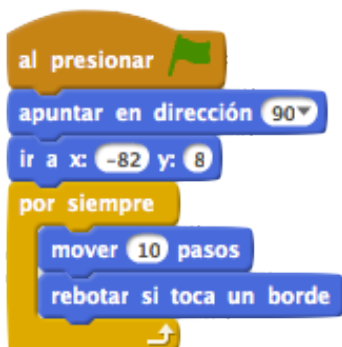 al presionar
apuntar en dirección 90
ir a x: -82 y: 8
por siempre
mover 10 pasos
rebotar si toca un borde